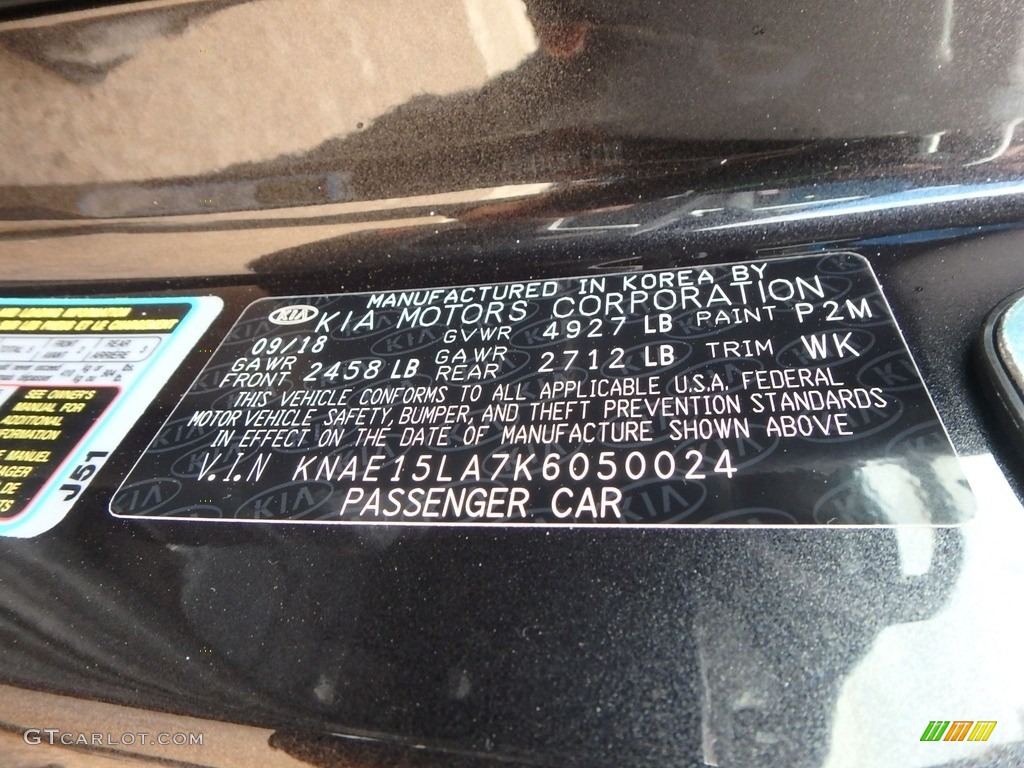 MANUFACTURED IN KOREA BY
KIA KIA MOTORS CORPORATION
09/18 GVWR 4927 LB PAINT P2M
GAWR FRONT 2458 LB GAWR REAR 2712 LB TRIM WK
THIS VEHICLE CONFORMS TO ALL APPLICABLE U.S.A. FEDERAL
MOTOR VEHICLE SAFETY, BUMPER, AND THEFT PREVENTION STANDARDS
IN EFFECT ON THE DATE OF MANUFACTURE SHOWN ABOVE
V.I.N KNAE15LA7K6050024
PASSENGER CAR
SEE OWNER'S
MANUAL FOR
ADDITIONAL
J51
GTCARLOT.COM